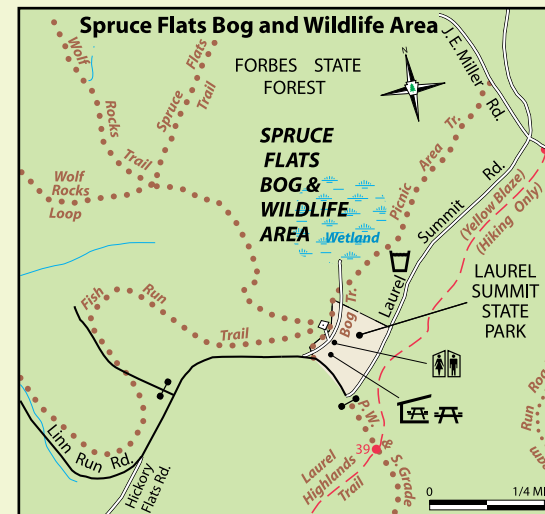 Spruce Flats Bog and Wildlife Area
FORBES STATE
FOREST
N
J.E. Miller
Rd.
Wolf
Rocks
Trail
Spruce Flats
Trail
Wolf
Rocks
Loop
SPRUCE
FLATS
BOG &
WILDLIFE
AREA
Wetland
Picnic Area Tr.
Laurel Summit Rd.
(Yellow Blaze)
(Hiking Only)
LAUREL
SUMMIT
STATE
PARK
Bog Tr.
Fish Run
Trail
Linn Run Rd.
Hickory
Flats Rd.
P.W. & S. Grade
39
Laurel
Highlands
Trail
Run
0
1/4 MI